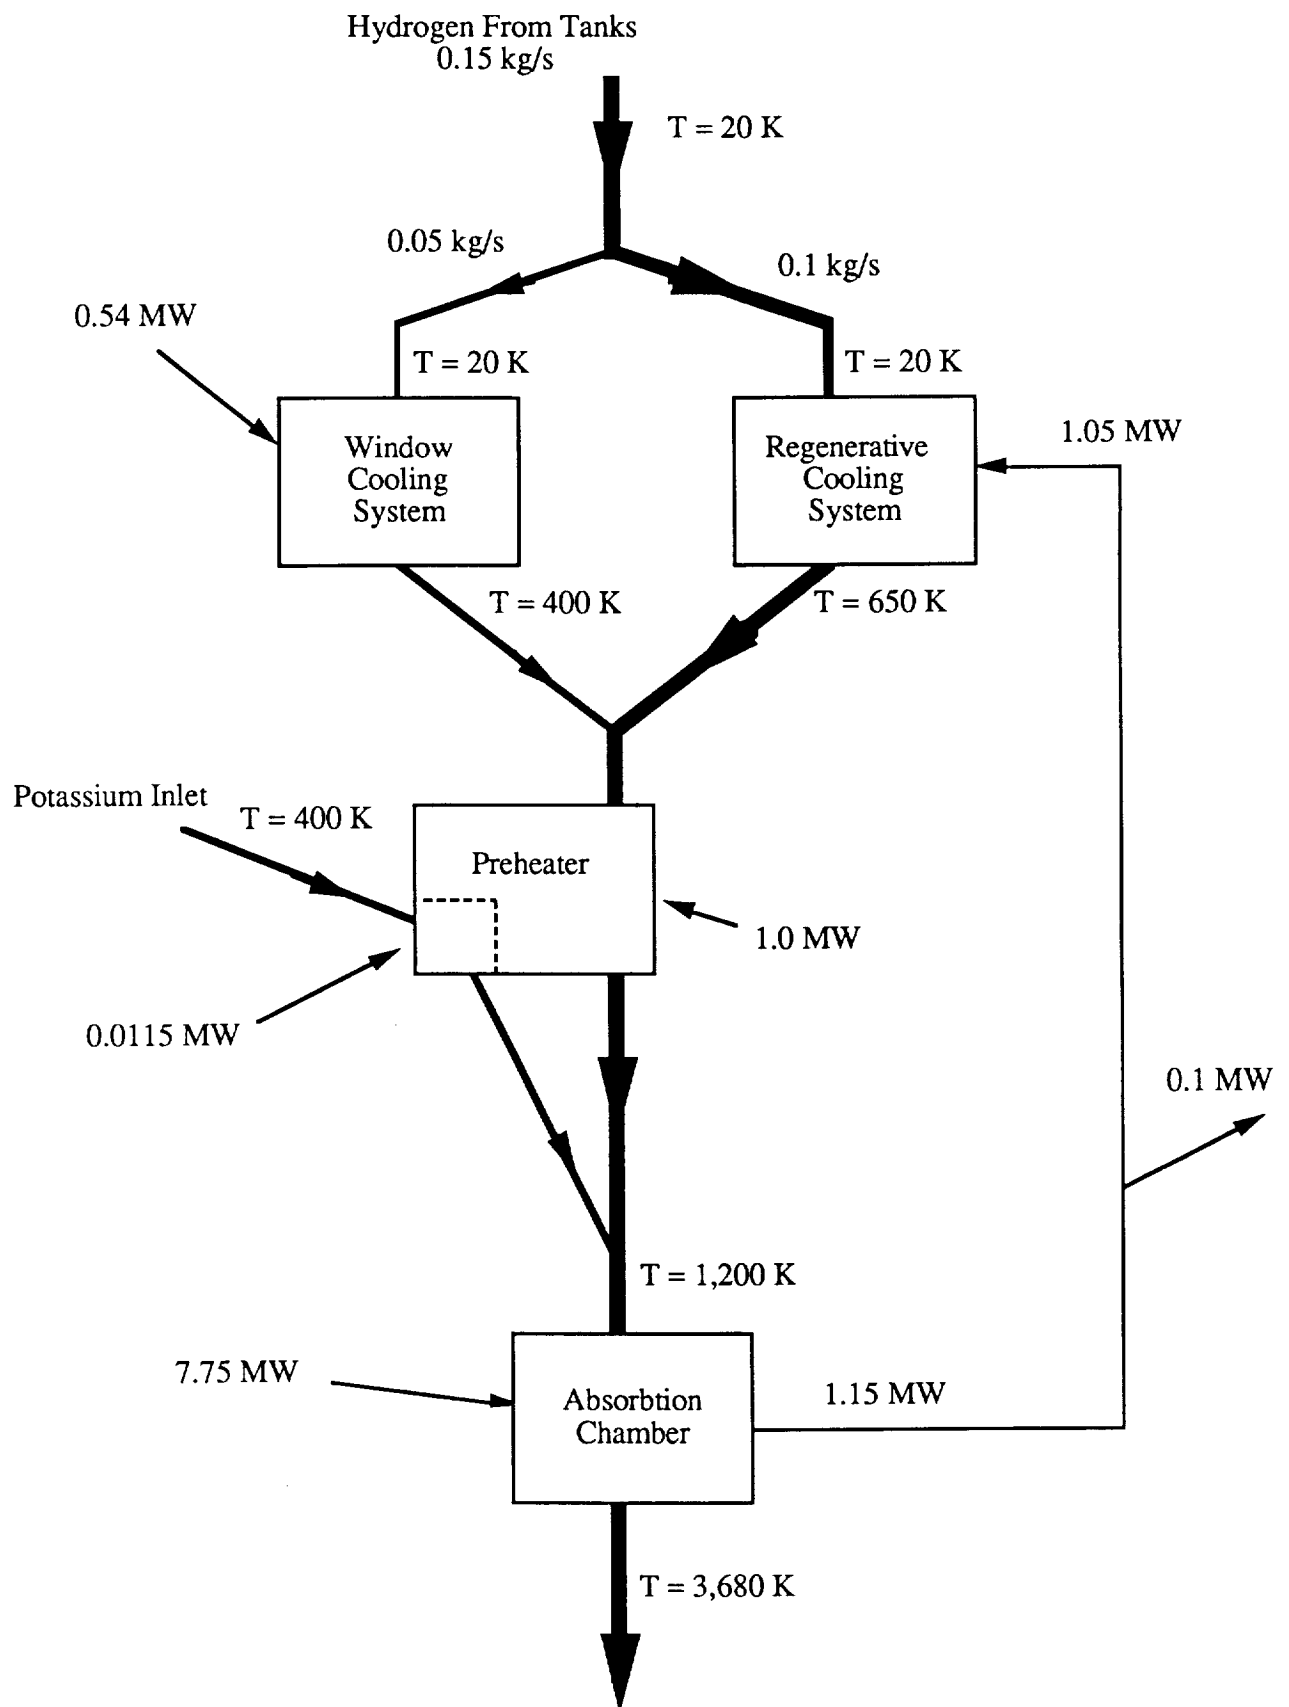 Hydrogen From Tanks
0.15 kg/s
T = 20 K
0.05 kg/s
0.1 kg/s
0.54 MW
T = 20 K
T = 20 K
Window
Cooling
System
Regenerative
Cooling
System
1.05 MW
T = 400 K
T = 650 K
Potassium Inlet
T = 400 K
Preheater
1.0 MW
0.0115 MW
0.1 MW
T = 1,200 K
7.75 MW
Absorbtion
Chamber
1.15 MW
T = 3,680 K